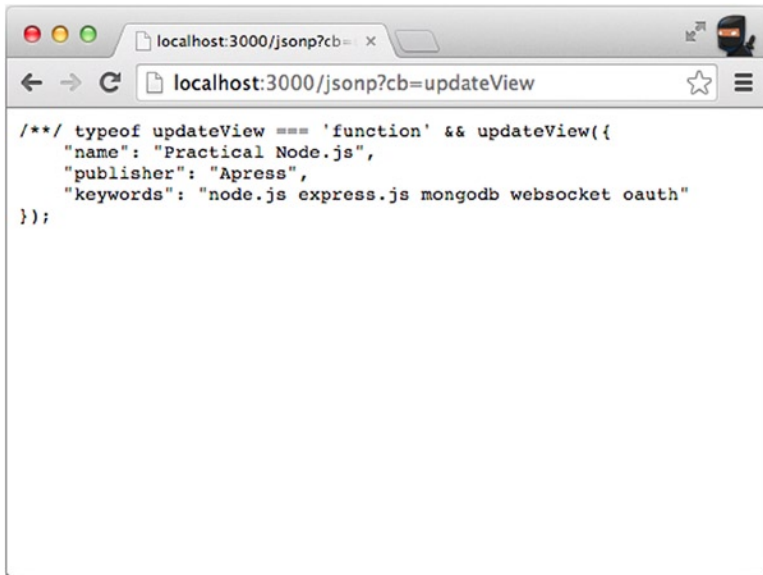 localhost:3000/jsonp?cb=
localhost:3000/jsonp?cb=updateView
/**/ typeof updateView === 'function' && updateView({
    "name": "Practical Node.js",
    "publisher": "Apress",
    "keywords": "node.js express.js mongodb websocket oauth"
});